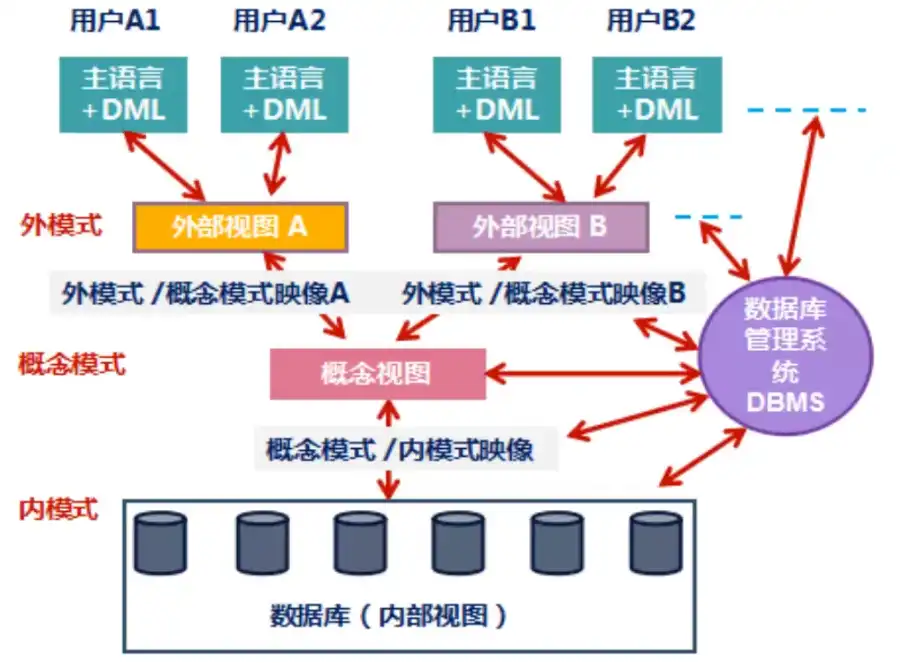 用户A1
用户A2
用户B1
用户B2
主语言
+DML
主语言
+DML
主语言
+DML
主语言
+DML
外模式
外部视图 A
外部视图 B
外模式 /概念模式映像A
外模式 /概念模式映像B
数据库
管理系
统
DBMS
概念模式
概念视图
概念模式 /内模式映像
内模式
数据库（内部视图）